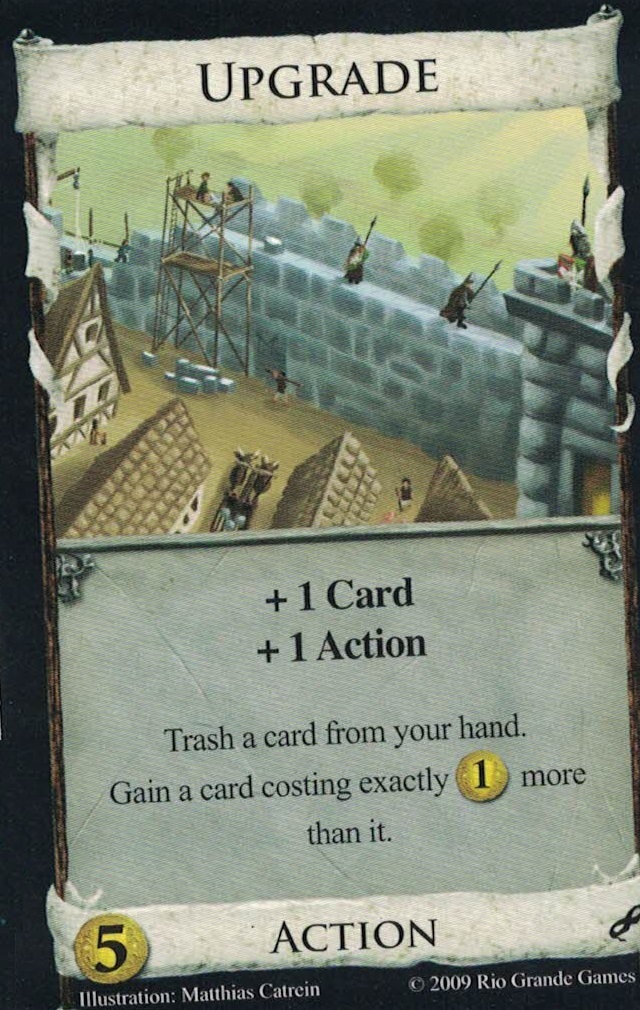 UPGRADE
+ 1 Card
+ 1 Action
Trash a card from your hand.
Gain a card costing exactly 1 more
than it.
5 ACTION
Illustration: Matthias Catrein © 2009 Rio Grande Games